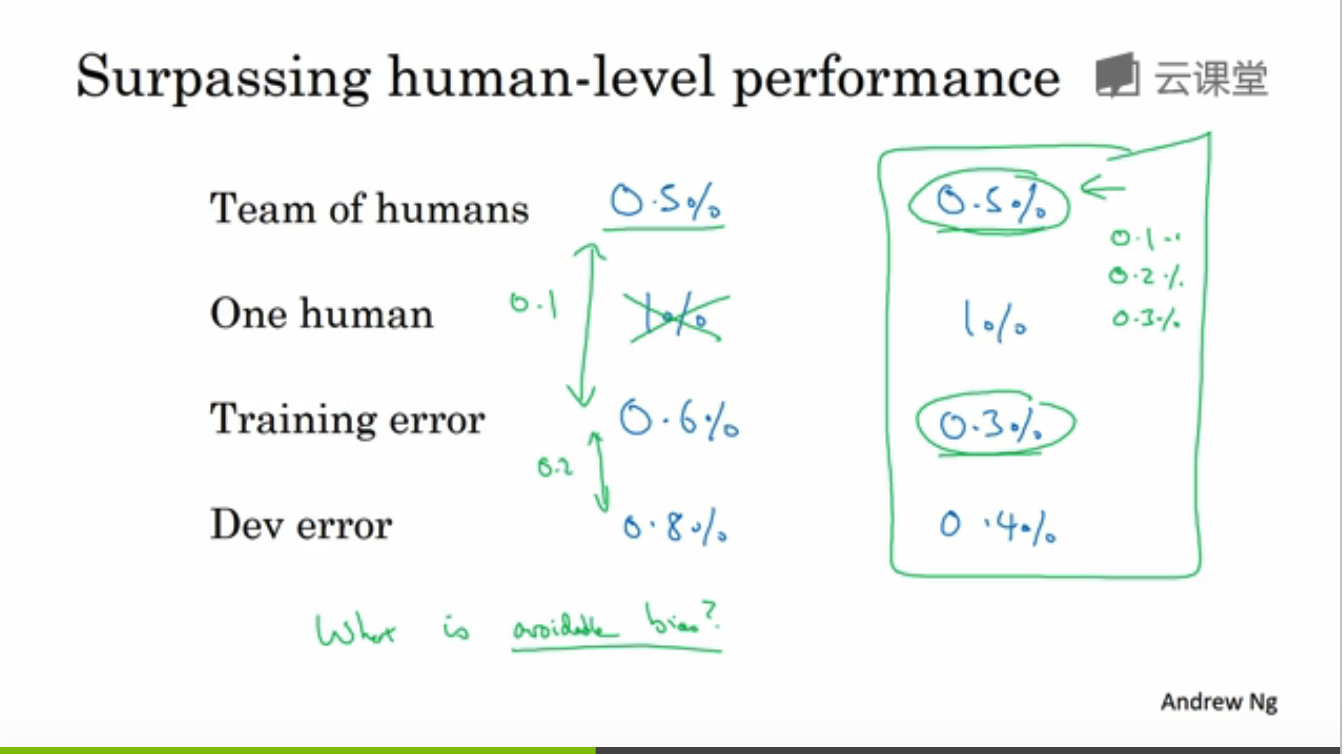 Surpassing human-level performance 云课堂
Team of humans 0.5% 0.5%
0.1
0.2%
One human 0.1 1% 1% 0.3%
Training error 0.6% 0.3%
0.2
Dev error 0.8% 0.4%
What is avoidable bias?
Andrew Ng